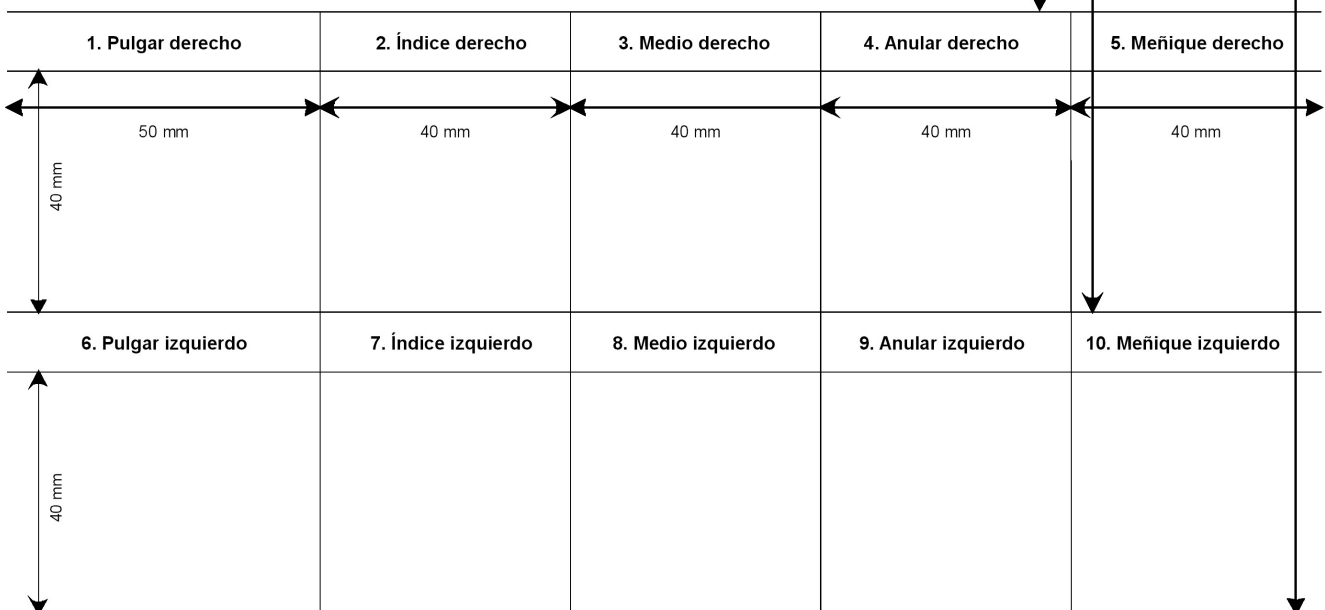 1. Pulgar derecho 2. Índice derecho 3. Medio derecho 4. Anular derecho 5. Meñique derecho
50 mm 40 mm 40 mm 40 mm 40 mm
40 mm
6. Pulgar izquierdo 7. Índice izquierdo 8. Medio izquierdo 9. Anular izquierdo 10. Meñique izquierdo
40 mm